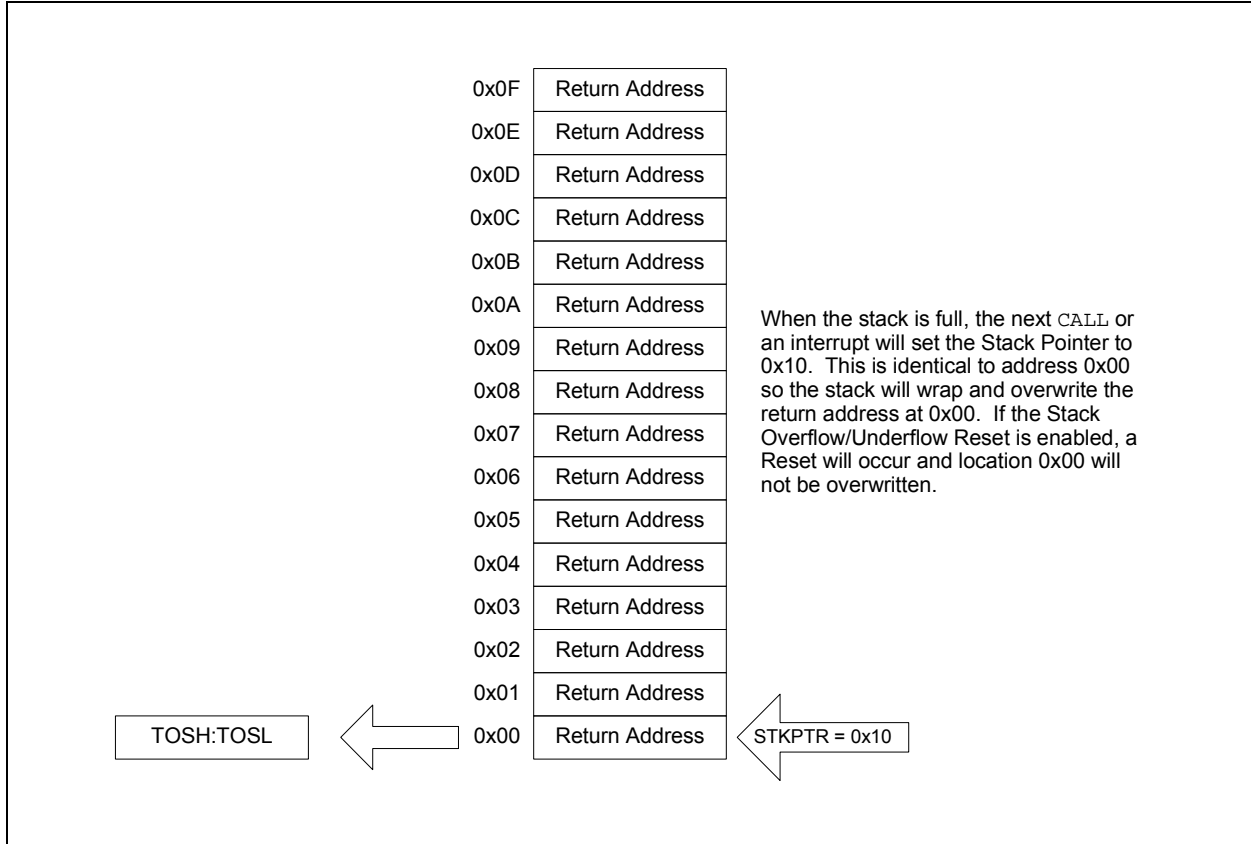 0x0F Return Address
0x0E Return Address
0x0D Return Address
0x0C Return Address
0x0B Return Address
0x0A Return Address
0x09 Return Address
0x08 Return Address
0x07 Return Address
0x06 Return Address
0x05 Return Address
0x04 Return Address
0x03 Return Address
0x02 Return Address
0x01 Return Address
TOSH:TOSL 0x00 Return Address STKPTR = 0x10
When the stack is full, the next CALL or
an interrupt will set the Stack Pointer to
0x10. This is identical to address 0x00
so the stack will wrap and overwrite the
return address at 0x00. If the Stack
Overflow/Underflow Reset is enabled, a
Reset will occur and location 0x00 will
not be overwritten.